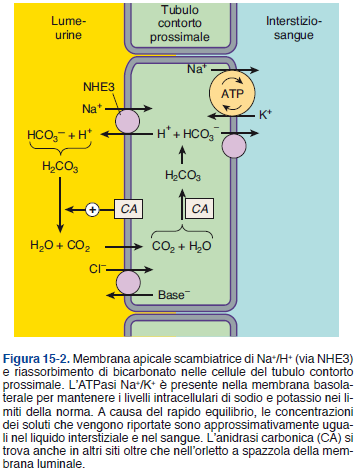 Lume-
urine
Tubulo
contorto
prossimale
Interstizio-
sangue
Na⁺
NHE3
ATP
Na⁺
K⁺
HCO₃⁻ + H⁺
H⁺ + HCO₃⁻
H₂CO₃
H₂CO₃
+
CA
CA
H₂O + CO₂
CO₂ + H₂O
Cl⁻
Base⁻
Figura 15-2. Membrana apicale scambiatrice di Na⁺/H⁺ (via NHE3)
e riassorbimento di bicarbonato nelle cellule del tubulo contorto
prossimale. L'ATPasi Na⁺/K⁺ è presente nella membrana basola-
terale per mantenere i livelli intracellulari di sodio e potassio nei li-
miti della norma. A causa del rapido equilibrio, le concentrazioni
dei soluti che vengono riportate sono approssimativamente ugua-
li nel liquido interstiziale e nel sangue. L'anidrasi carbonica (CA) si
trova anche in altri siti oltre che nell'orletto a spazzola della mem-
brana luminale.